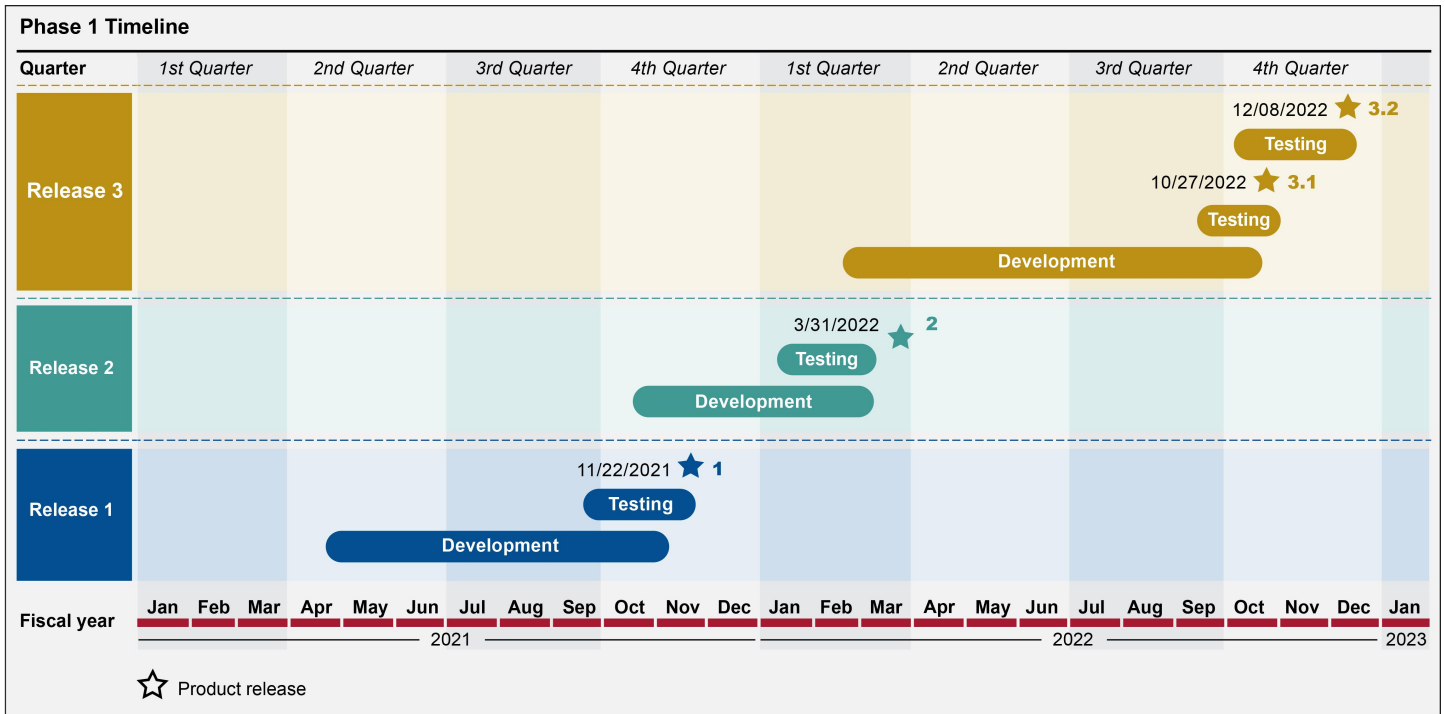 Phase 1 Timeline
Quarter 1st Quarter 2nd Quarter 3rd Quarter 4th Quarter 1st Quarter 2nd Quarter 3rd Quarter 4th Quarter
12/08/2022 3.2
Testing
Release 3
10/27/2022 3.1
Testing
Development
3/31/2022 2
Testing
Release 2
Development
11/22/2021 1
Testing
Release 1
Development
Jan Feb Mar Apr May Jun Jul Aug Sep Oct Nov Dec Jan Feb Mar Apr May Jun Jul Aug Sep Oct Nov Dec Jan
Fiscal year
2021 2022 2023
Product release